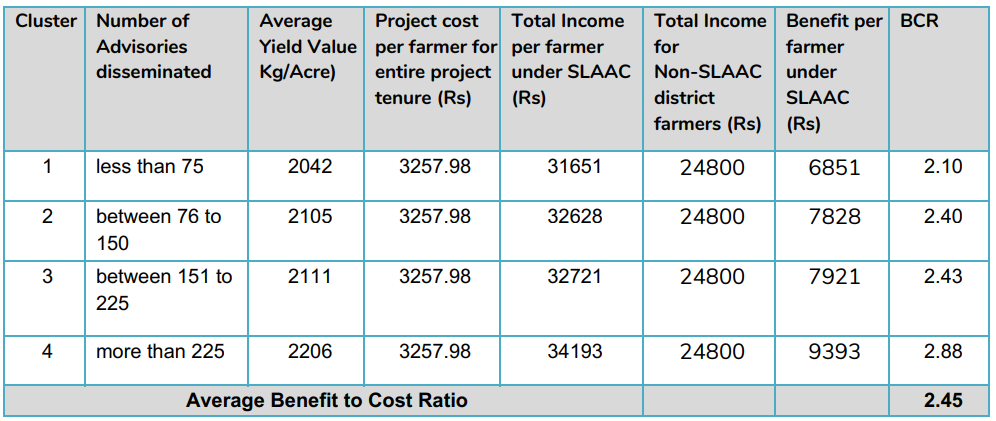 Cluster Number of Advisories disseminated Average Yield Value Kg/Acre) Project cost per farmer for entire project tenure (Rs) Total Income per farmer under SLAAC (Rs) Total Income for Non-SLAAC district farmers (Rs) Benefit per farmer under SLAAC (Rs) BCR
1 less than 75 2042 3257.98 31651 24800 6851 2.10
2 between 76 to 150 2105 3257.98 32628 24800 7828 2.40
3 between 151 to 225 2111 3257.98 32721 24800 7921 2.43
4 more than 225 2206 3257.98 34193 24800 9393 2.88
Average Benefit to Cost Ratio 2.45